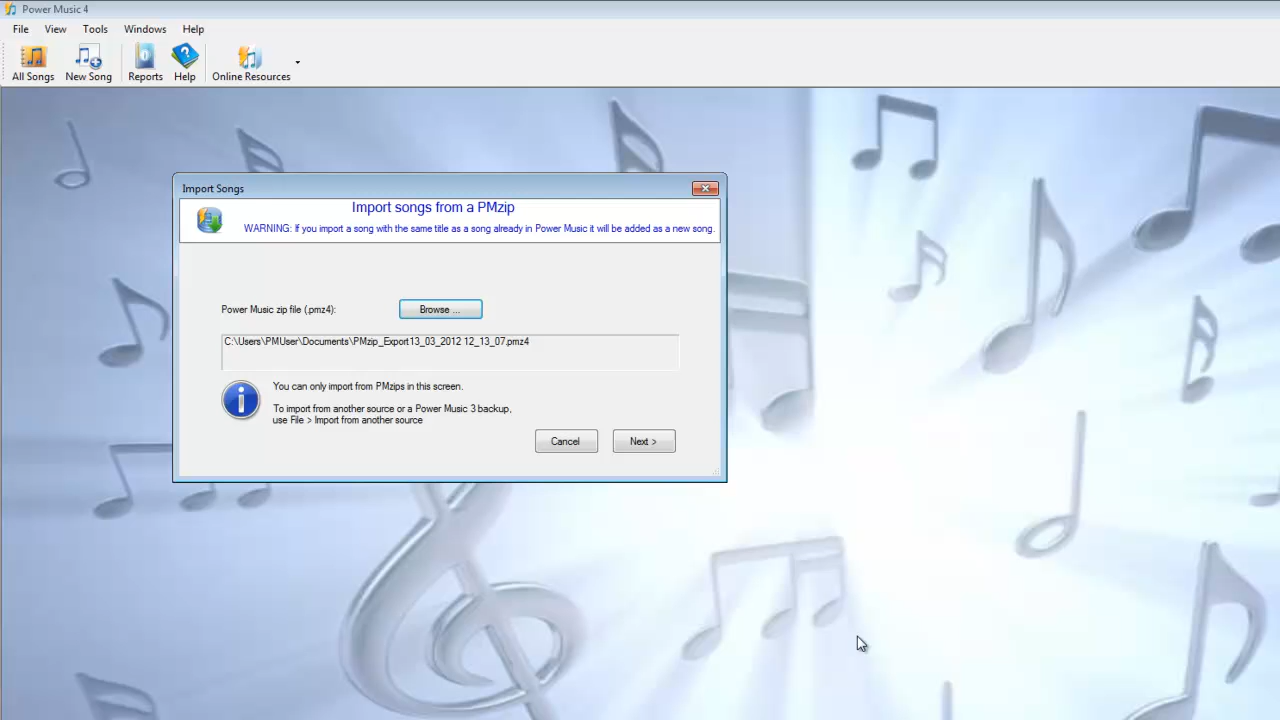 Power Music 4
File View Tools Windows Help
All Songs New Song Reports Help Online Resources
Import Songs
Import songs from a PMzip
WARNING: If you import a song with the same title as a song already in Power Music it will be added as a new song.
Power Music zip file (.pmz4): Browse ...
C:\Users\PMUser\Documents\PMzip_Export13_03_2012 12_13_07.pmz4
You can only import from PMzips in this screen.
To import from another source or a Power Music 3 backup,
use File > Import from another source
Cancel Next >